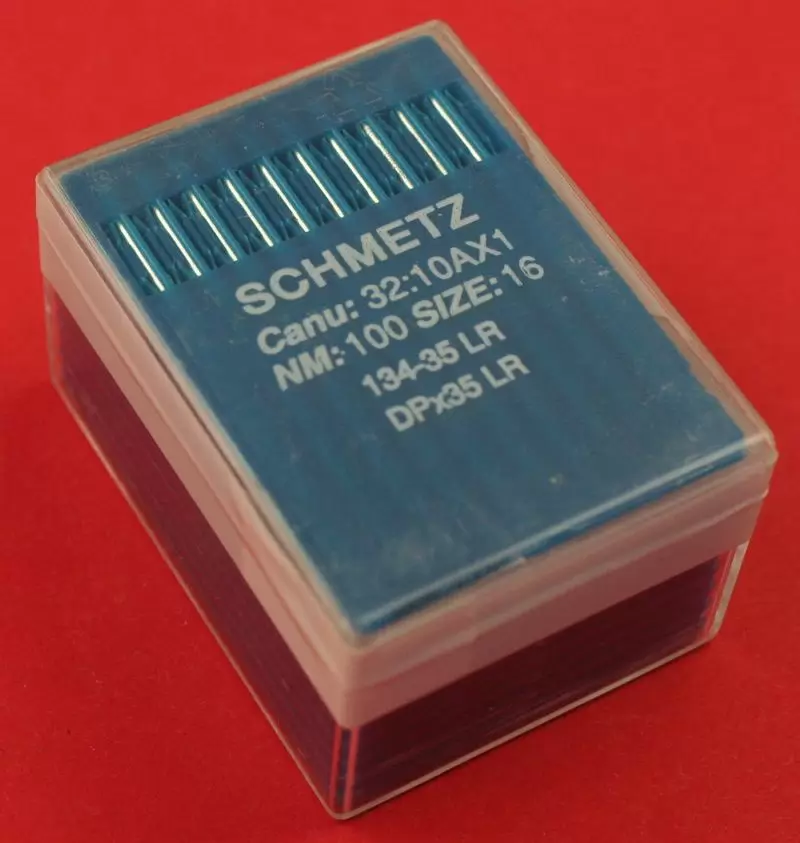 SCHMETZ
Canu: 32:10AX1
NM: 100 SIZE: 16
134-35 LR
DPx35 LR